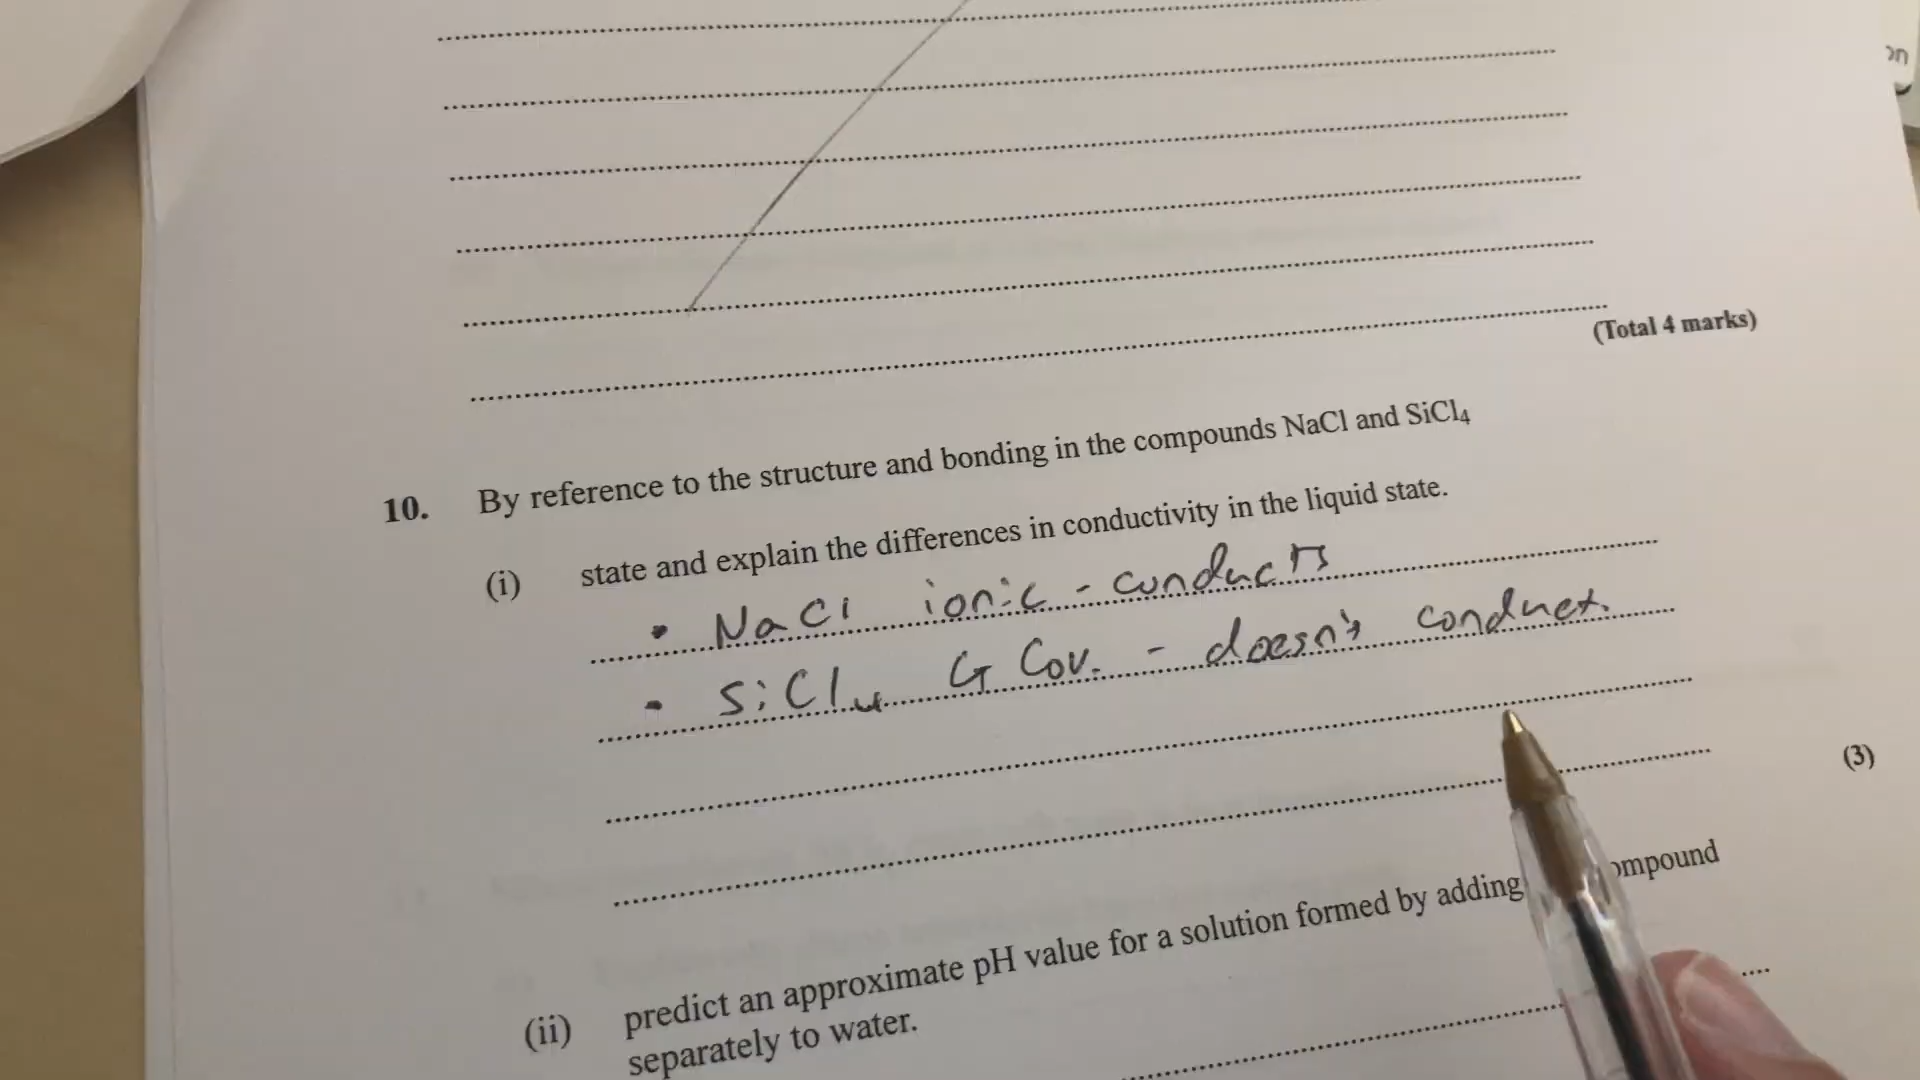 on
(Total 4 marks)
10. By reference to the structure and bonding in the compounds NaCl and SiCl₄
(i) state and explain the differences in conductivity in the liquid state.
• NaCl ionic - conducts
• SiCl₄ G Cov. - doesn't conduct.
(3)
(ii) predict an approximate pH value for a solution formed by adding ompound
separately to water.